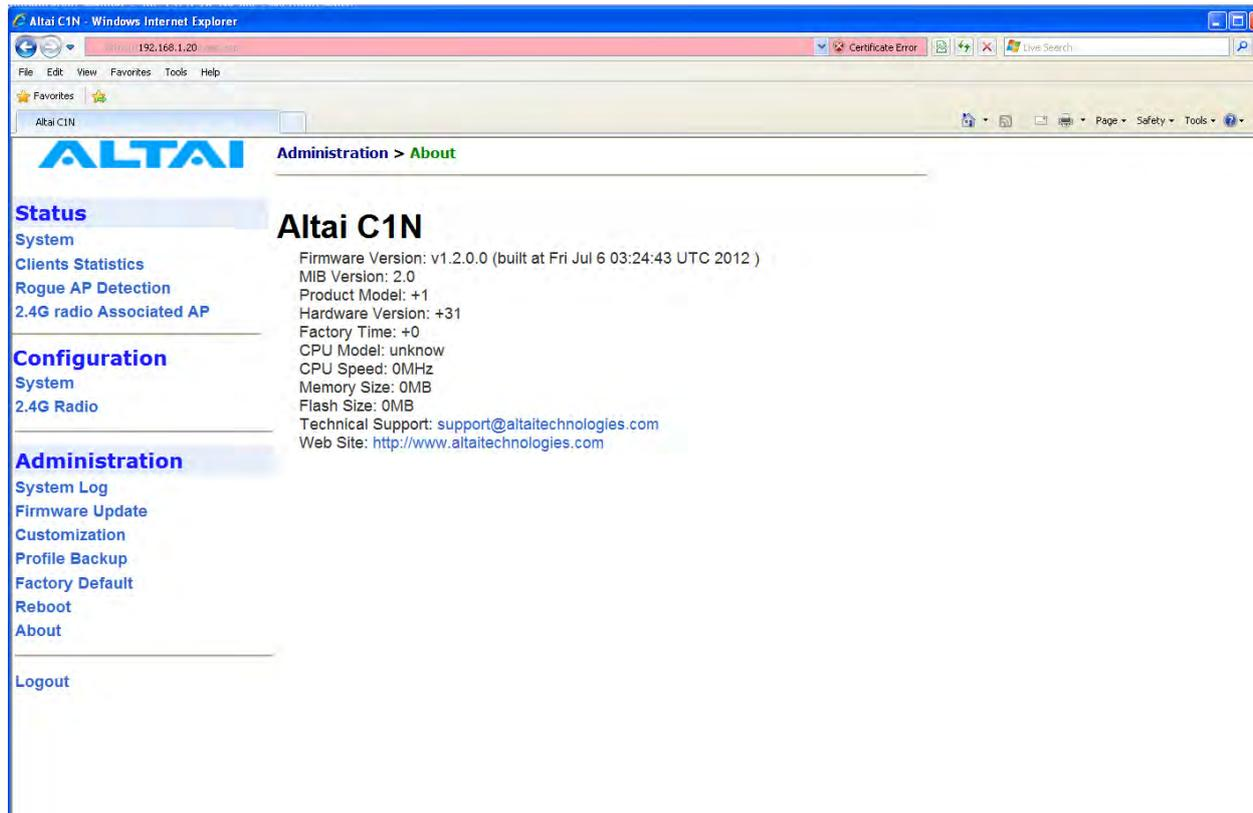 Altai C1N - Windows Internet Explorer
192.168.1.20
Certificate Error
Live Search
File Edit View Favorites Tools Help
Favorites
Altai C1N
Page Safety Tools
ALTAI
Administration > About
Status
System
Clients Statistics
Rogue AP Detection
2.4G radio Associated AP
Configuration
System
2.4G Radio
Administration
System Log
Firmware Update
Customization
Profile Backup
Factory Default
Reboot
About
Logout
Altai C1N
Firmware Version: v1.2.0.0 (built at Fri Jul 6 03:24:43 UTC 2012 )
MIB Version: 2.0
Product Model: +1
Hardware Version: +31
Factory Time: +0
CPU Model: unknow
CPU Speed: 0MHz
Memory Size: 0MB
Flash Size: 0MB
Technical Support: support@altaitechnologies.com
Web Site: http://www.altaitechnologies.com